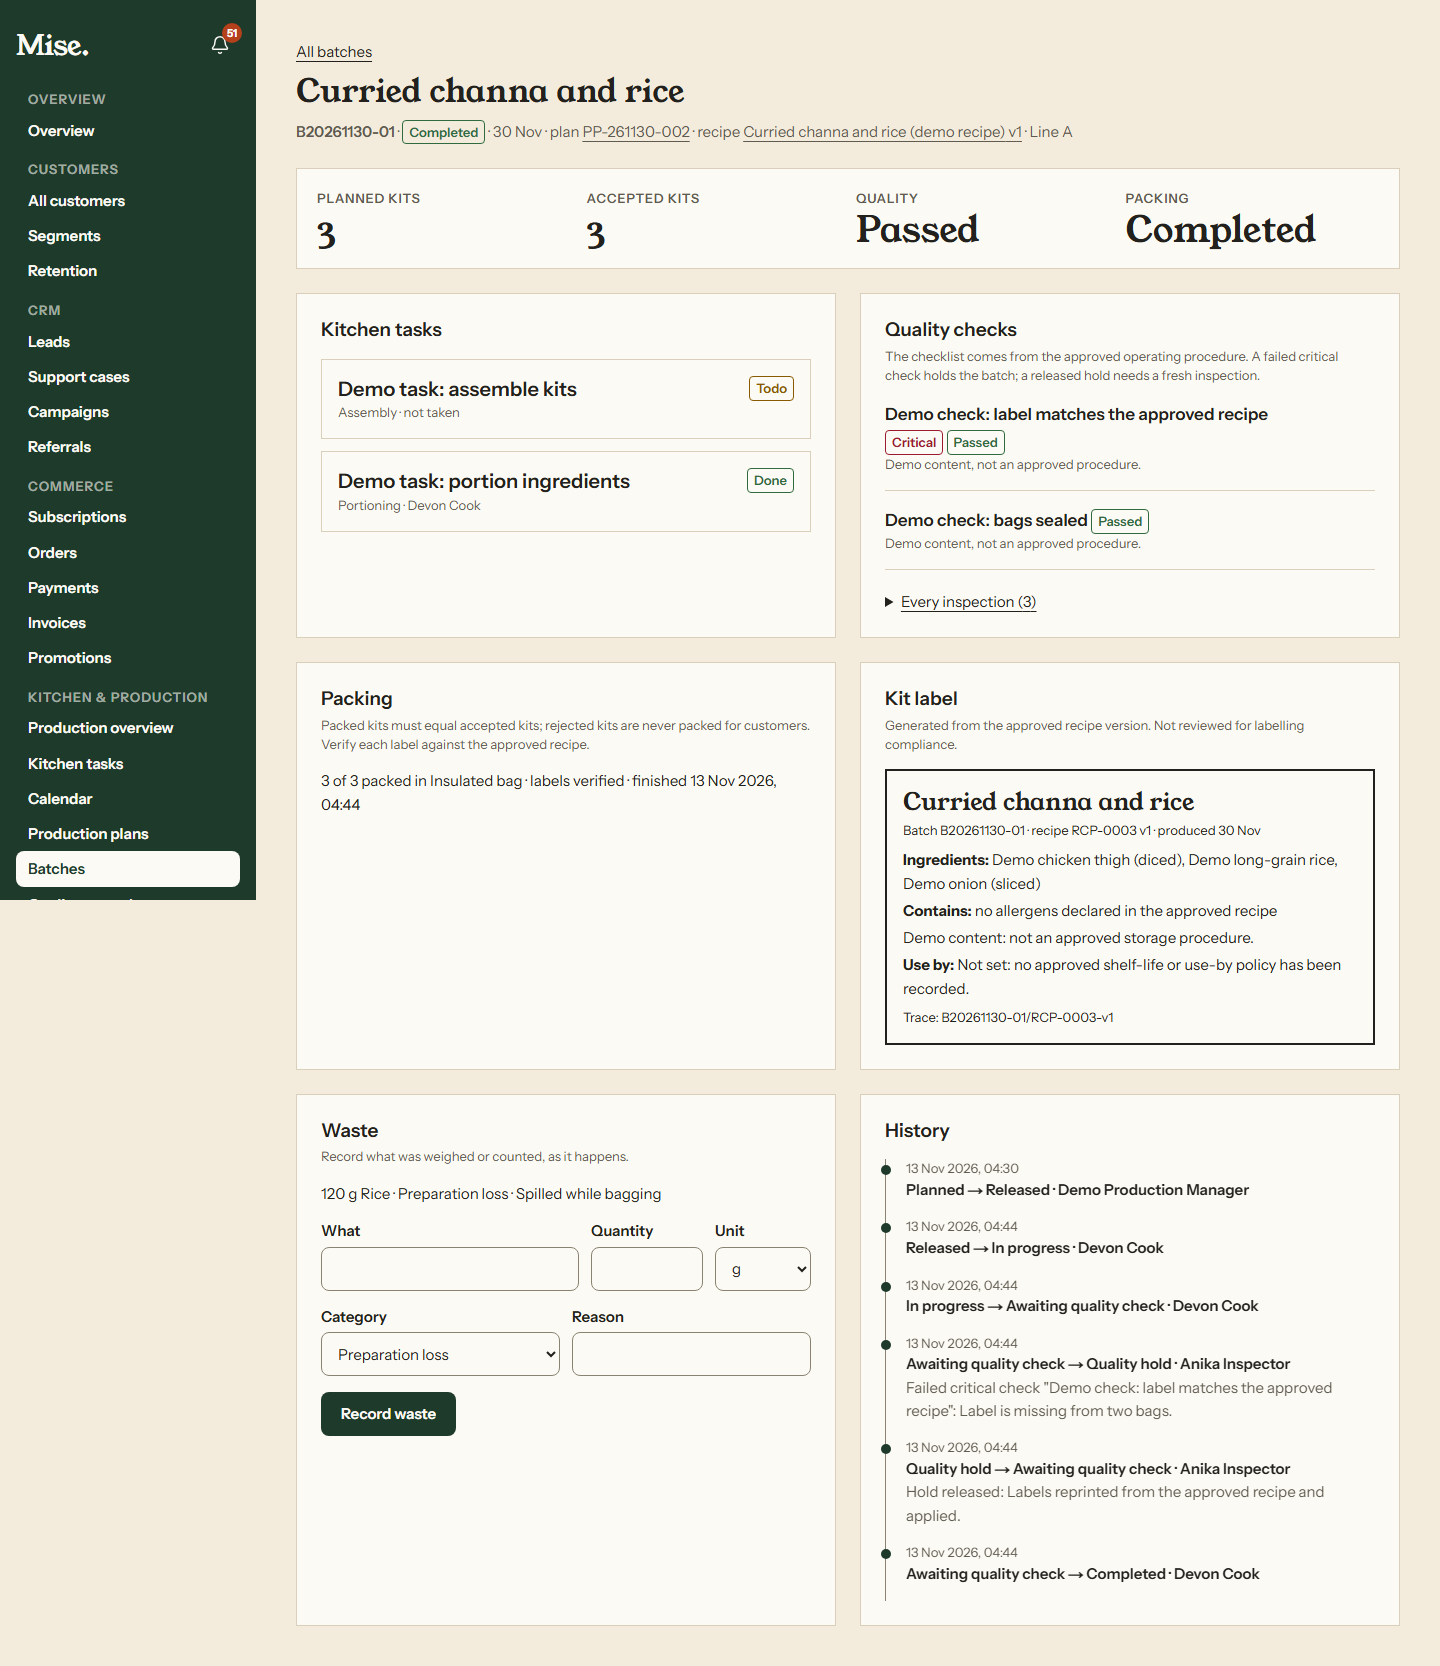 Mise.
51
OVERVIEW
Overview
CUSTOMERS
All customers
Segments
Retention
CRM
Leads
Support cases
Campaigns
Referrals
COMMERCE
Subscriptions
Orders
Payments
Invoices
Promotions
KITCHEN & PRODUCTION
Production overview
Kitchen tasks
Calendar
Production plans
Batches
All batches
Curried channa and rice
B20261130-01 · Completed · 30 Nov · plan PP-261130-002 · recipe Curried channa and rice (demo recipe) v1 · Line A
PLANNED KITS
3
ACCEPTED KITS
3
QUALITY
Passed
PACKING
Completed
Kitchen tasks
Demo task: assemble kits
Todo
Assembly · not taken
Demo task: portion ingredients
Done
Portioning · Devon Cook
Quality checks
The checklist comes from the approved operating procedure. A failed critical
check holds the batch; a released hold needs a fresh inspection.
Demo check: label matches the approved recipe
Critical Passed
Demo content, not an approved procedure.
Demo check: bags sealed Passed
Demo content, not an approved procedure.
Every inspection (3)
Packing
Packed kits must equal accepted kits; rejected kits are never packed for customers.
Verify each label against the approved recipe.
3 of 3 packed in Insulated bag · labels verified · finished 13 Nov 2026,
04:44
Kit label
Generated from the approved recipe version. Not reviewed for labelling
compliance.
Curried channa and rice
Batch B20261130-01 · recipe RCP-0003 v1 · produced 30 Nov
Ingredients: Demo chicken thigh (diced), Demo long-grain rice,
Demo onion (sliced)
Contains: no allergens declared in the approved recipe
Demo content: not an approved storage procedure.
Use by: Not set: no approved shelf-life or use-by policy has been
recorded.
Trace: B20261130-01/RCP-0003-v1
Waste
Record what was weighed or counted, as it happens.
120 g Rice · Preparation loss · Spilled while bagging
What
Quantity
Unit
g
Category
Reason
Preparation loss
Record waste
History
13 Nov 2026, 04:30
Planned → Released · Demo Production Manager
13 Nov 2026, 04:44
Released → In progress · Devon Cook
13 Nov 2026, 04:44
In progress → Awaiting quality check · Devon Cook
13 Nov 2026, 04:44
Awaiting quality check → Quality hold · Anika Inspector
Failed critical check "Demo check: label matches the approved
recipe": Label is missing from two bags.
13 Nov 2026, 04:44
Quality hold → Awaiting quality check · Anika Inspector
Hold released: Labels reprinted from the approved recipe and
applied.
13 Nov 2026, 04:44
Awaiting quality check → Completed · Devon Cook